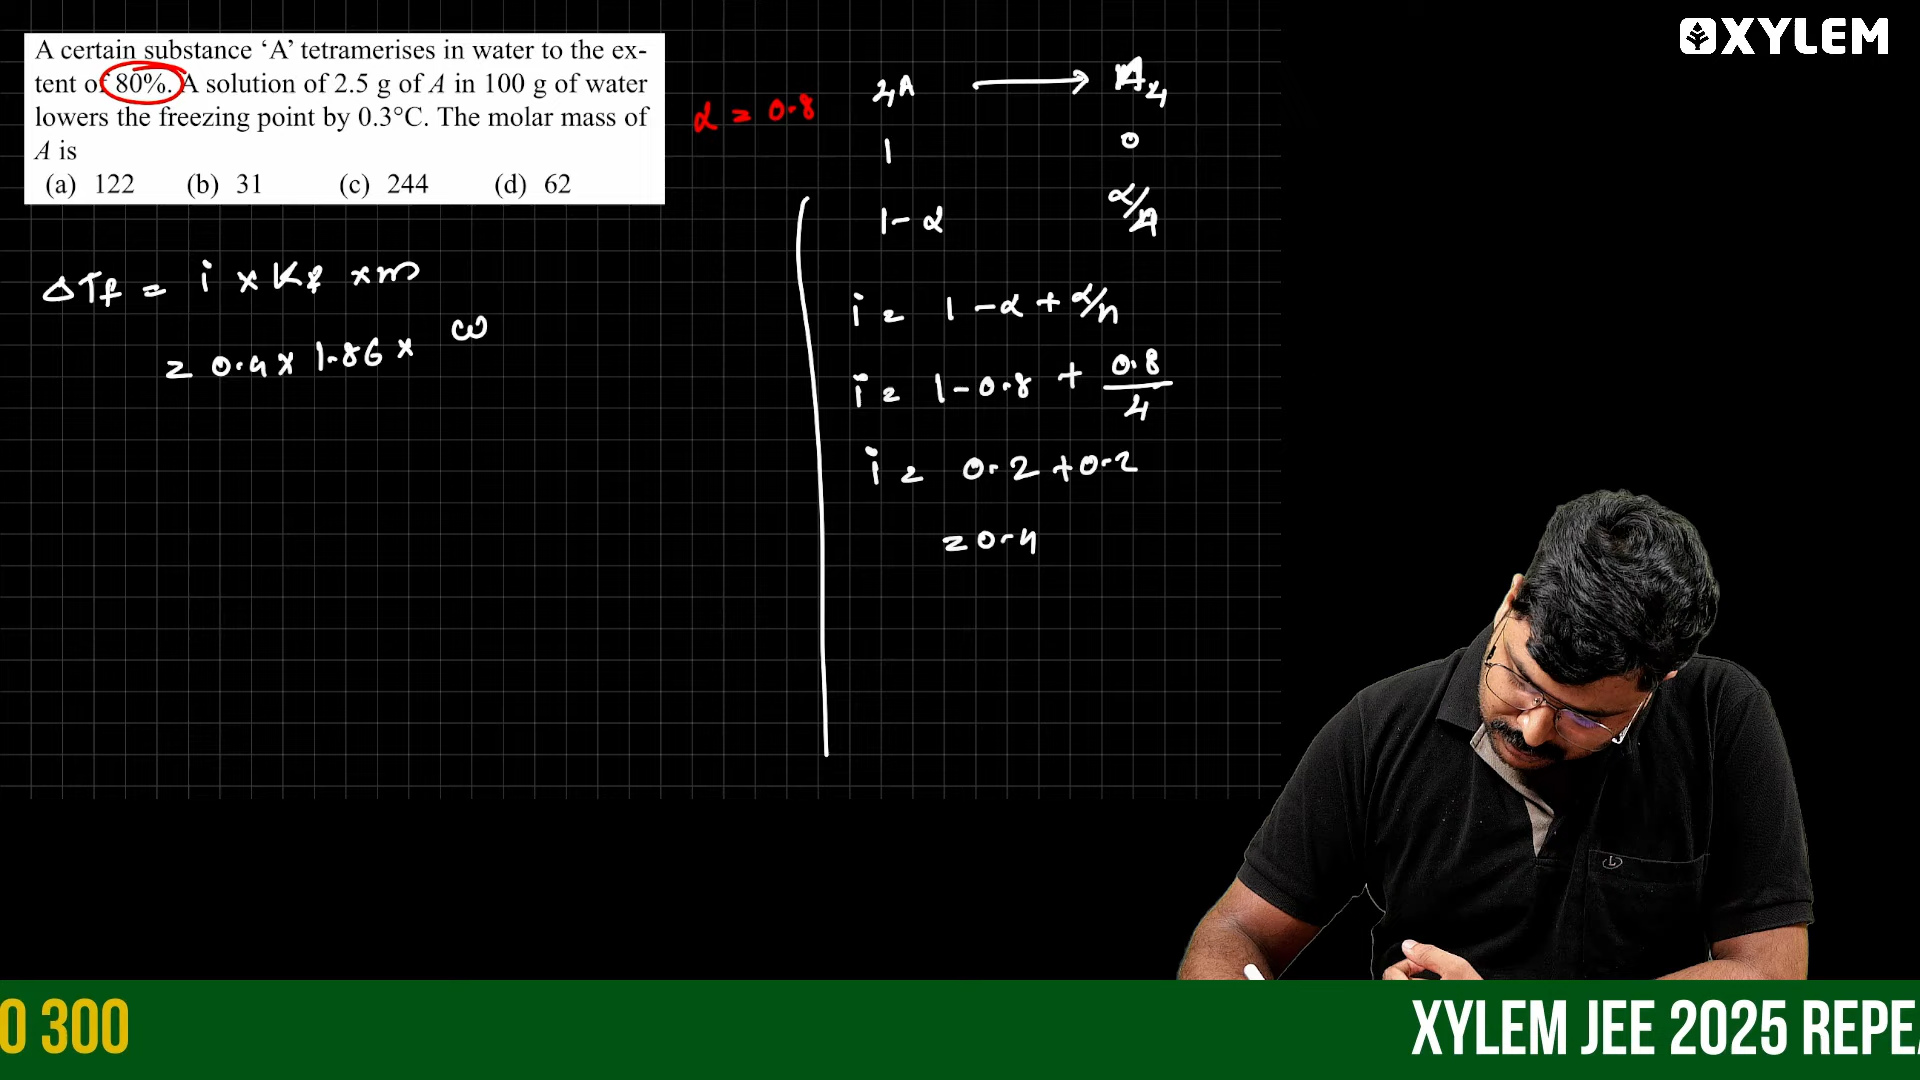 XYLEM
A certain substance ‘A’ tetramerises in water to the ex-
tent of 80%. A solution of 2.5 g of A in 100 g of water
lowers the freezing point by 0.3°C. The molar mass of
A is
(a) 122 (b) 31 (c) 244 (d) 62
α = 0.8
4A ⟶ A₄
1 0
1-α α/4
ΔTf = i × Kf × m
= 0.4 × 1.86 × ω
i = 1 - α + α/n
i = 1 - 0.8 + 0.8/4
i = 0.2 + 0.2
= 0.4
0 300
XYLEM JEE 2025 REPEA